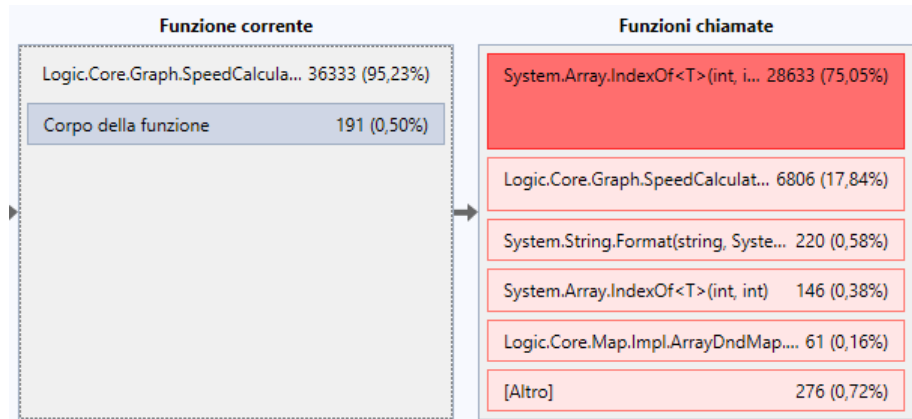 Funzione corrente
Logic.Core.Graph.SpeedCalcula... 36333 (95,23%)
Corpo della funzione 191 (0,50%)
Funzioni chiamate
System.Array.IndexOf<T>(int, i... 28633 (75,05%)
Logic.Core.Graph.SpeedCalculat... 6806 (17,84%)
System.String.Format(string, Syste... 220 (0,58%)
System.Array.IndexOf<T>(int, int) 146 (0,38%)
Logic.Core.Map.Impl.ArrayDndMap.... 61 (0,16%)
[Altro] 276 (0,72%)